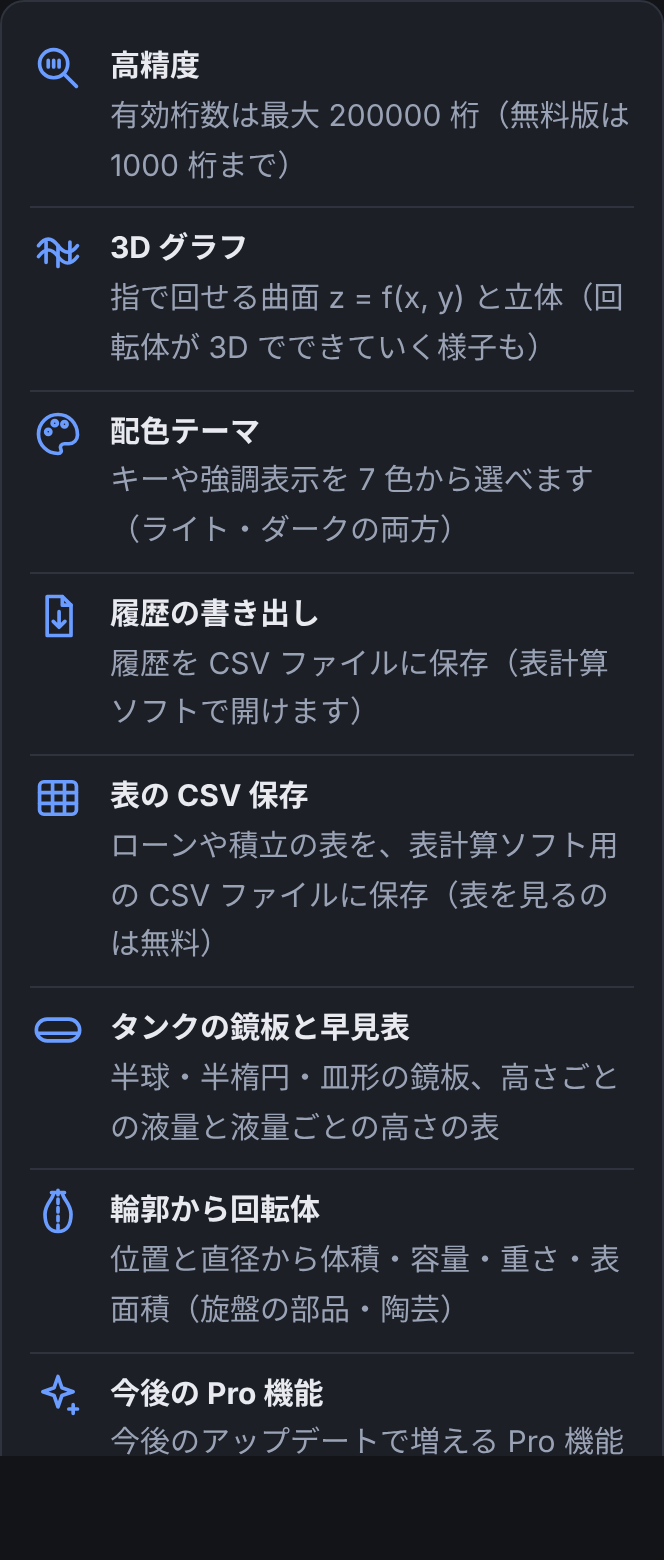 高精度
有効桁数は最大 200000 桁（無料版は
1000 桁まで）
3D グラフ
指で回せる曲面 z = f(x, y) と立体（回
転体が 3D でできていく様子も）
配色テーマ
キーや強調表示を 7 色から選べます
（ライト・ダークの両方）
履歴の書き出し
履歴を CSV ファイルに保存（表計算
ソフトで開けます）
表の CSV 保存
ローンや積立の表を、表計算ソフト用
の CSV ファイルに保存（表を見るの
は無料）
タンクの鏡板と早見表
半球・半楕円・皿形の鏡板、高さごと
の液量と液量ごとの高さの表
輪郭から回転体
位置と直径から体積・容量・重さ・表
面積（旋盤の部品・陶芸）
今後の Pro 機能
今後のアップデートで増える Pro 機能